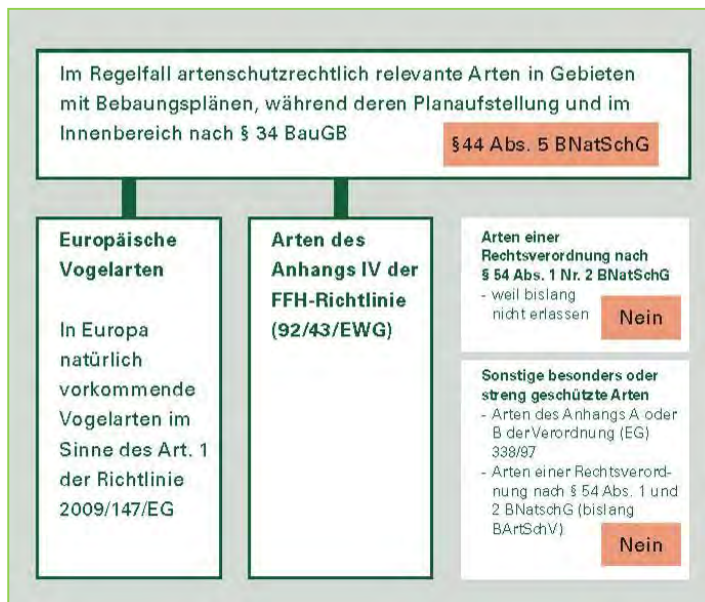 Im Regelfall artenschutzrechtlich relevante Arten in Gebieten
mit Bebaungsplänen, während deren Planaufstellung und im
Innenbereich nach § 34 BauGB
§44 Abs. 5 BNatSchG
Europäische
Vogelarten
In Europa
natürlich
vorkommende
Vogelarten im
Sinne des Art. 1
der Richtlinie
2009/147/EG
Arten des
Anhangs IV der
FFH-Richtlinie
(92/43/EWG)
Arten einer
Rechtsverordnung nach
§ 54 Abs. 1 Nr. 2 BNatSchG
- weil bislang
nicht erlassen
Nein
Sonstige besonders oder
streng geschützte Arten
- Arten des Anhangs A oder
B der Verordnung (EG)
338/97
- Arten einer Rechtsverord-
nung nach § 54 Abs. 1 und
2 BNatschG (bislang
BArtSchV)
Nein